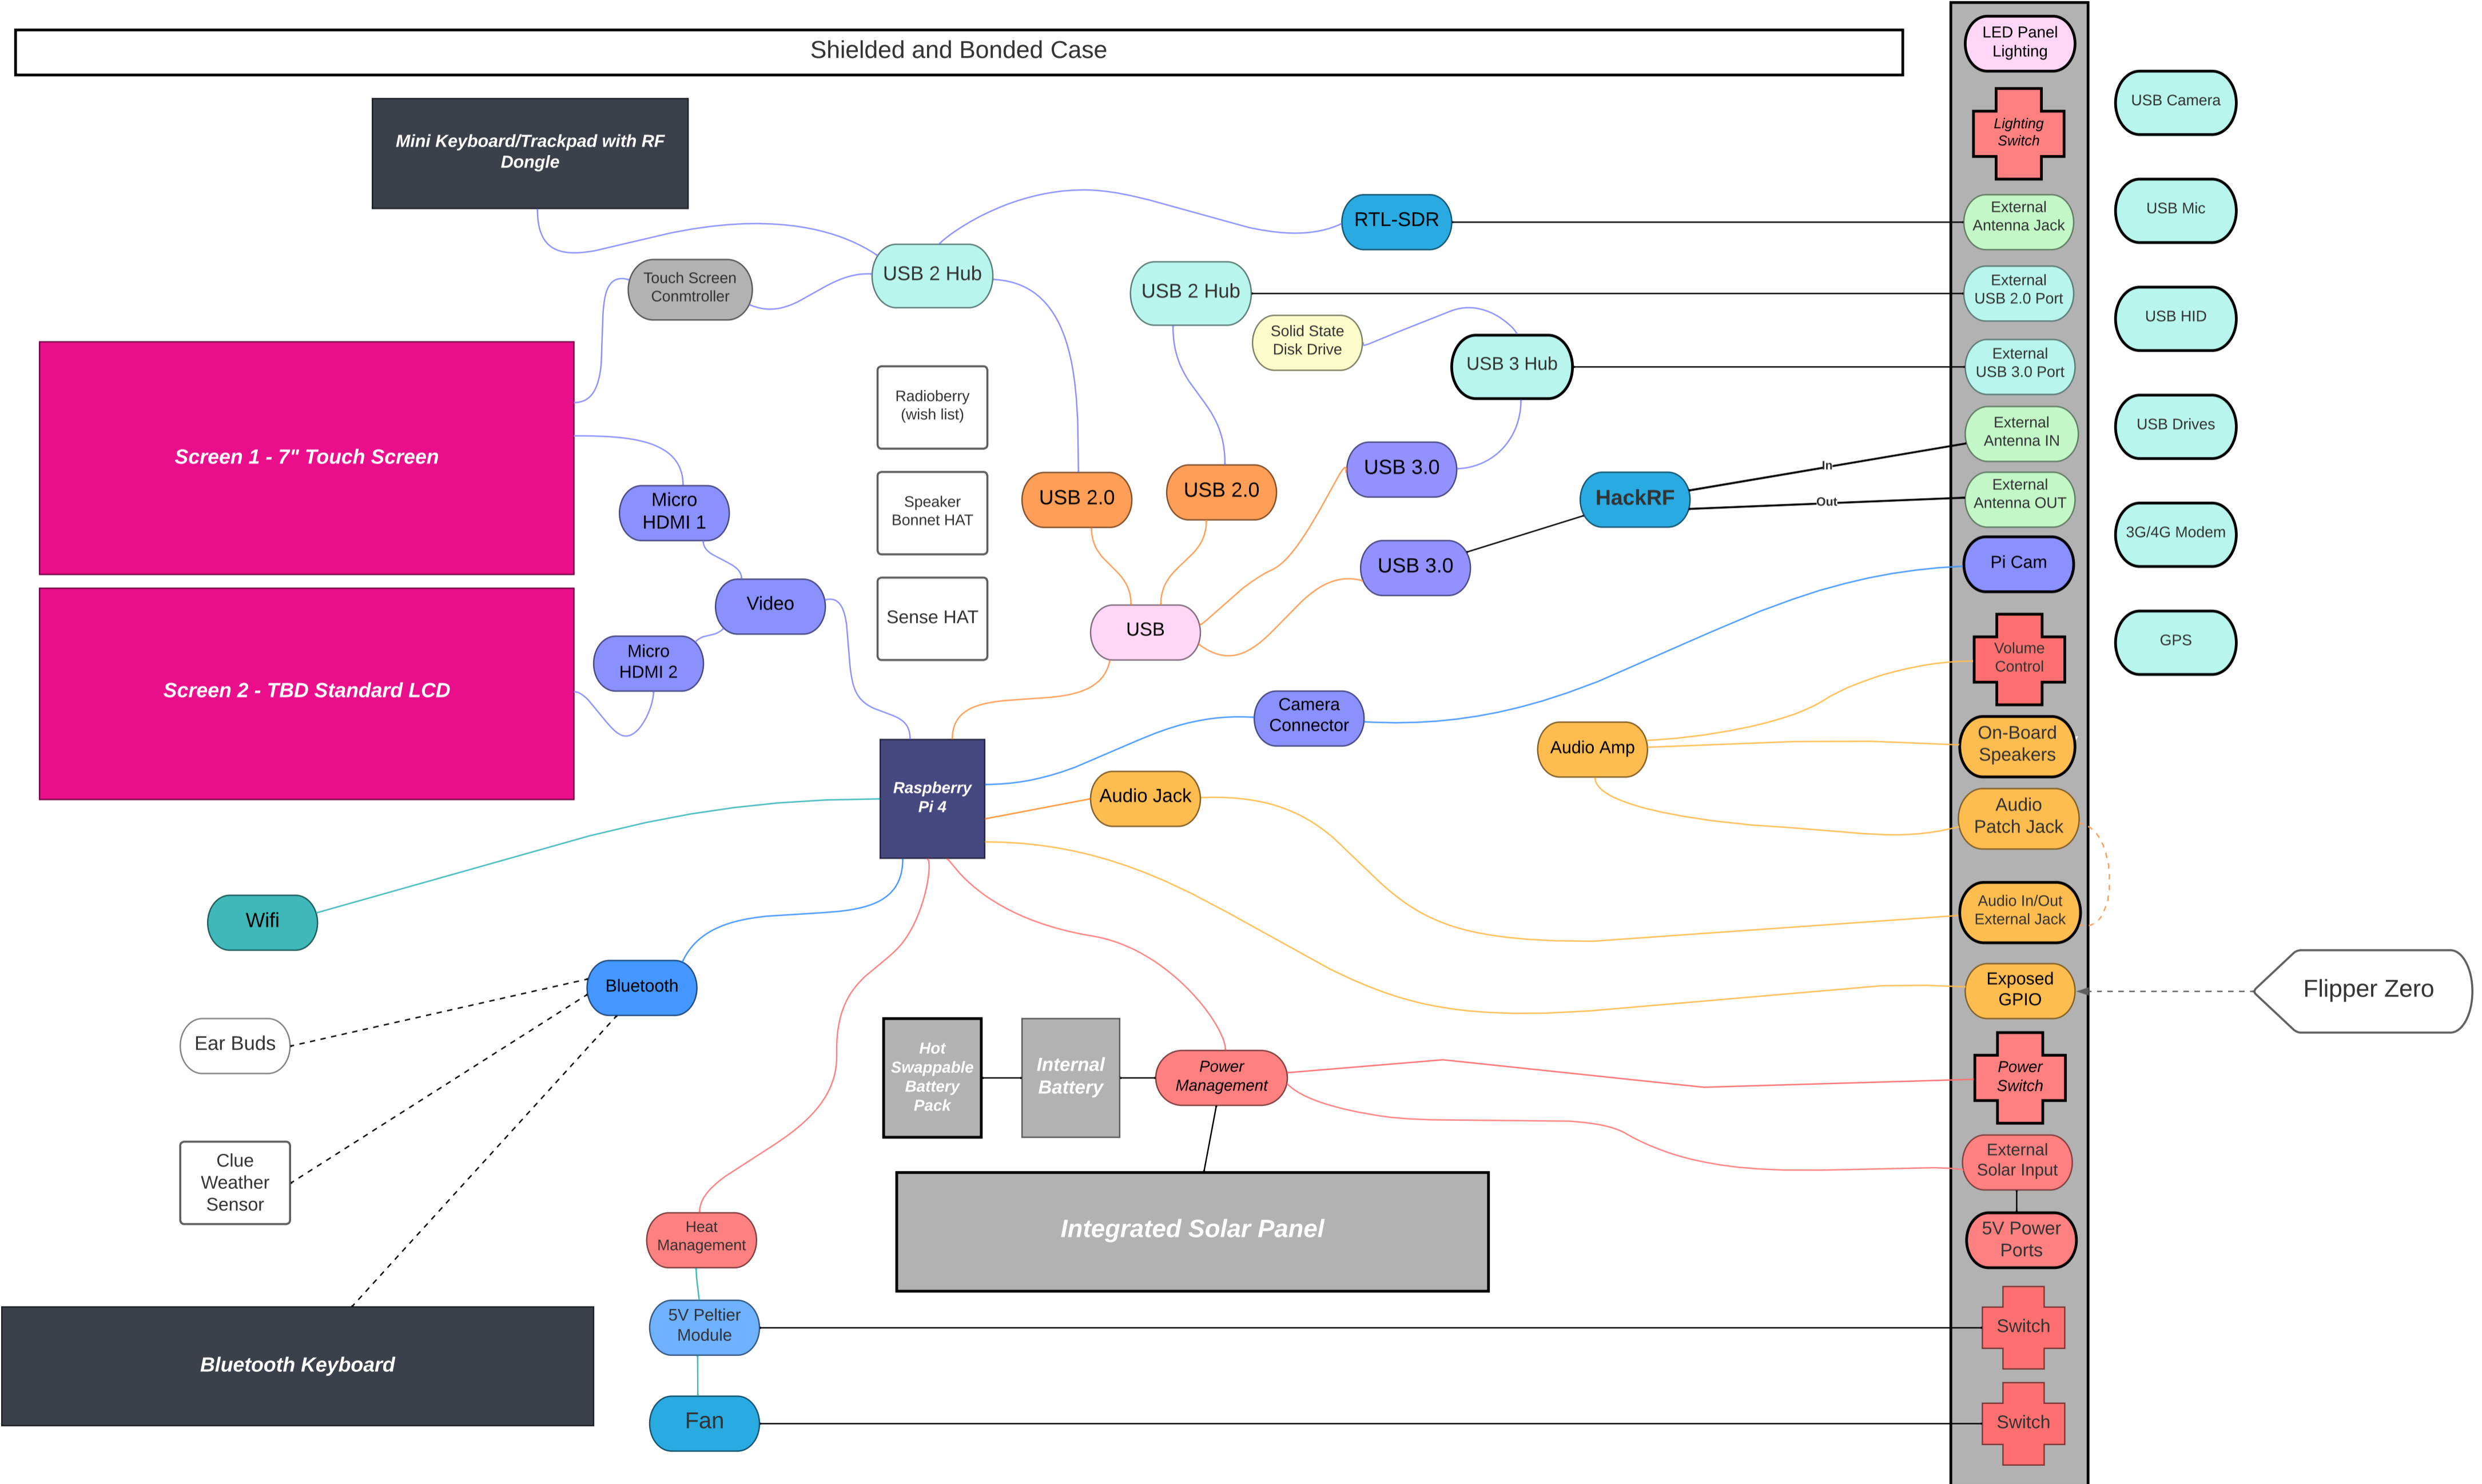 Shielded and Bonded Case
Mini Keyboard/Trackpad with RF
Dongle
Touch Screen
Conmtroller
USB 2 Hub
RTL-SDR
USB 2 Hub
Solid State
Disk Drive
USB 3 Hub
Screen 1 - 7" Touch Screen
Micro
HDMI 1
Radioberry
(wish list)
Speaker
Bonnet HAT
Sense HAT
USB 2.0
USB 2.0
USB 3.0
USB 3.0
HackRF
In
Out
Screen 2 - TBD Standard LCD
Video
Micro
HDMI 2
USB
Camera
Connector
Audio Amp
Raspberry
Pi 4
Audio Jack
Wifi
Bluetooth
Ear Buds
Clue
Weather
Sensor
Bluetooth Keyboard
Hot
Swappable
Battery
Pack
Internal
Battery
Power
Management
Integrated Solar Panel
Heat
Management
5V Peltier
Module
Fan
LED Panel
Lighting
Lighting
Switch
External
Antenna Jack
External
USB 2.0 Port
External
USB 3.0 Port
External
Antenna IN
External
Antenna OUT
Pi Cam
Volume
Control
On-Board
Speakers
Audio
Patch Jack
Audio In/Out
External Jack
Exposed
GPIO
Power
Switch
External
Solar Input
5V Power
Ports
Switch
Switch
USB Camera
USB Mic
USB HID
USB Drives
3G/4G Modem
GPS
Flipper Zero